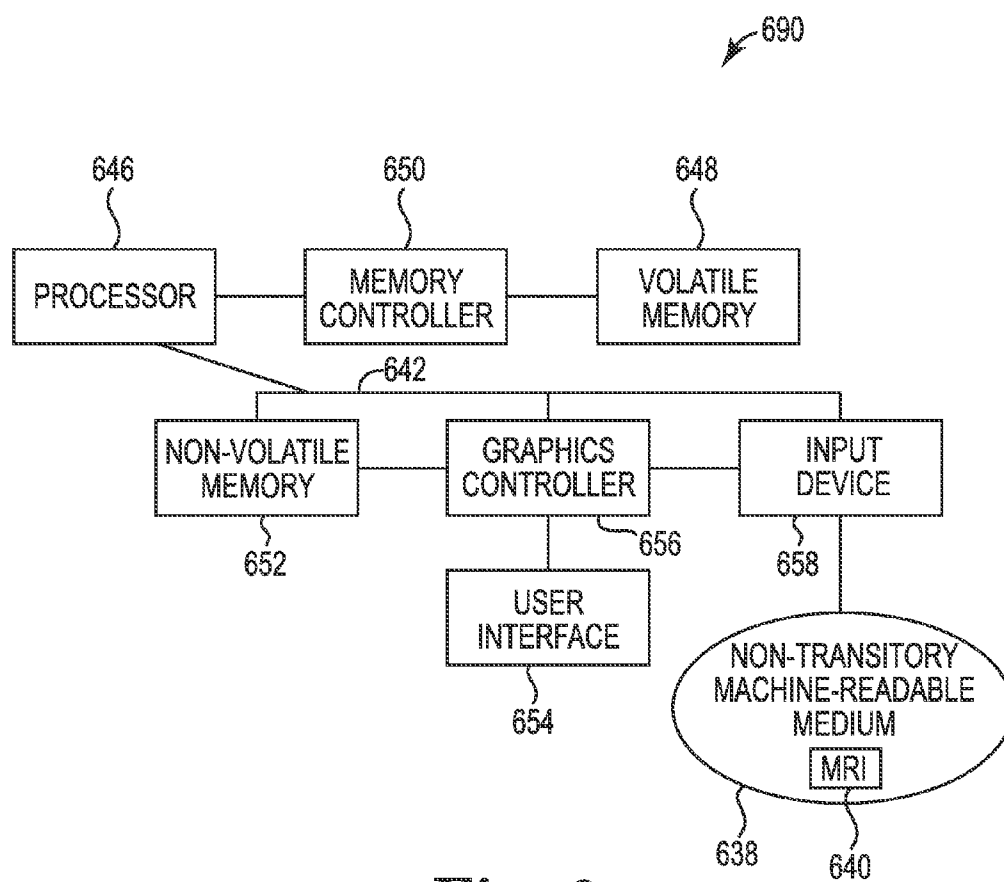 690
646
650
648
PROCESSOR
MEMORY
CONTROLLER
VOLATILE
MEMORY
642
NON-VOLATILE
MEMORY
GRAPHICS
CONTROLLER
INPUT
DEVICE
652
656
658
USER
INTERFACE
654
NON-TRANSITORY
MACHINE-READABLE
MEDIUM
MRI
638
640